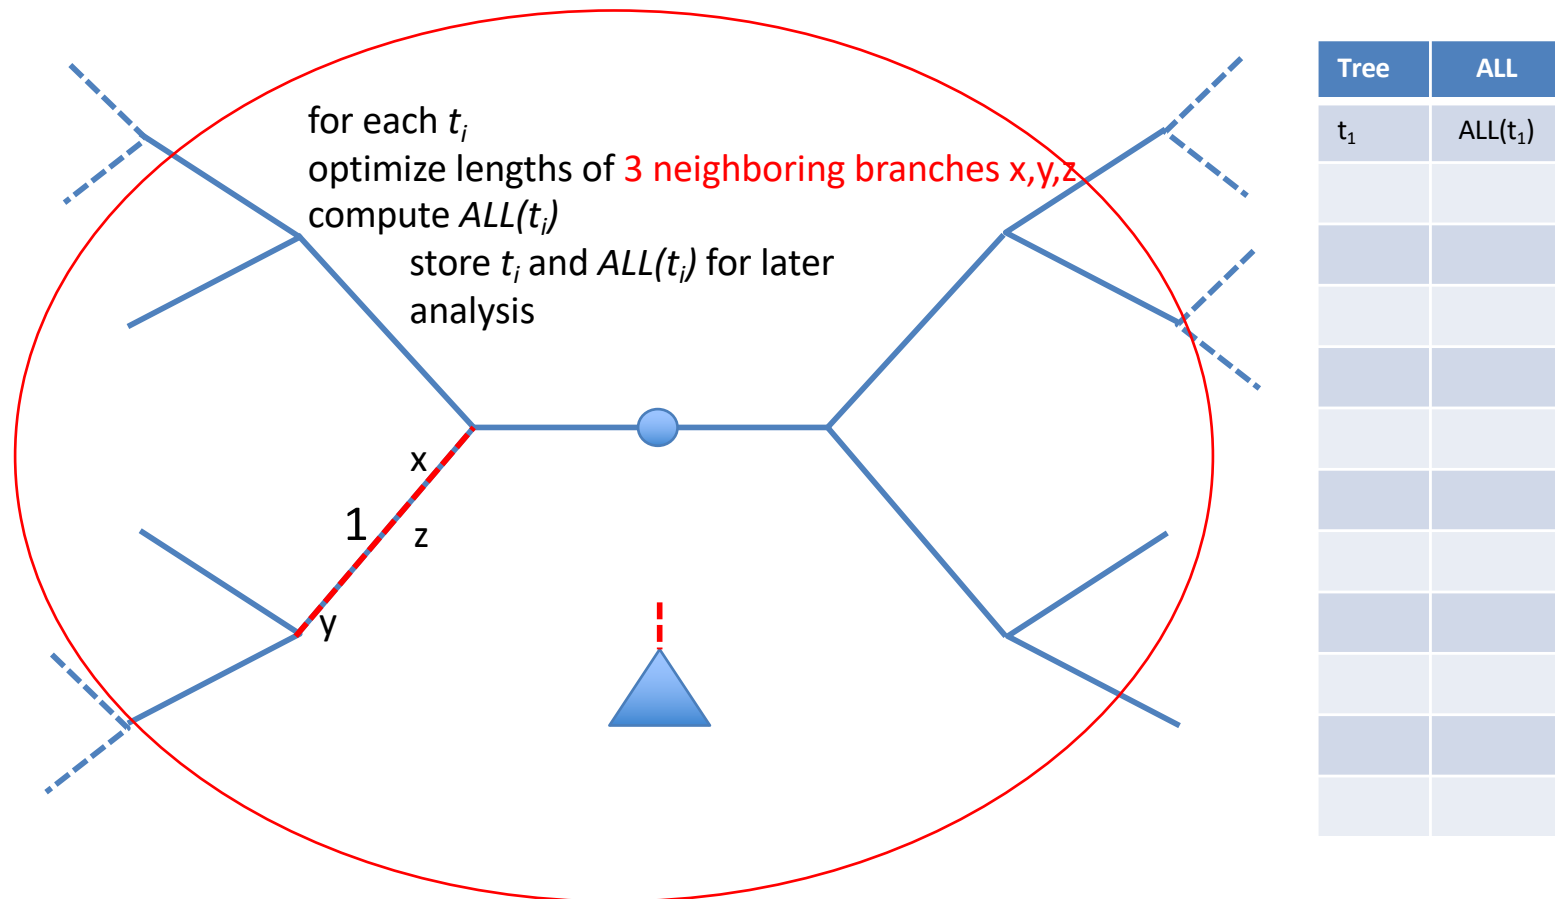 for each tᵢ
optimize lengths of 3 neighboring branches x,y,z
compute ALL(tᵢ)
store tᵢ and ALL(tᵢ) for later
analysis
x
1
z
y
Tree ALL
t₁ ALL(t₁)